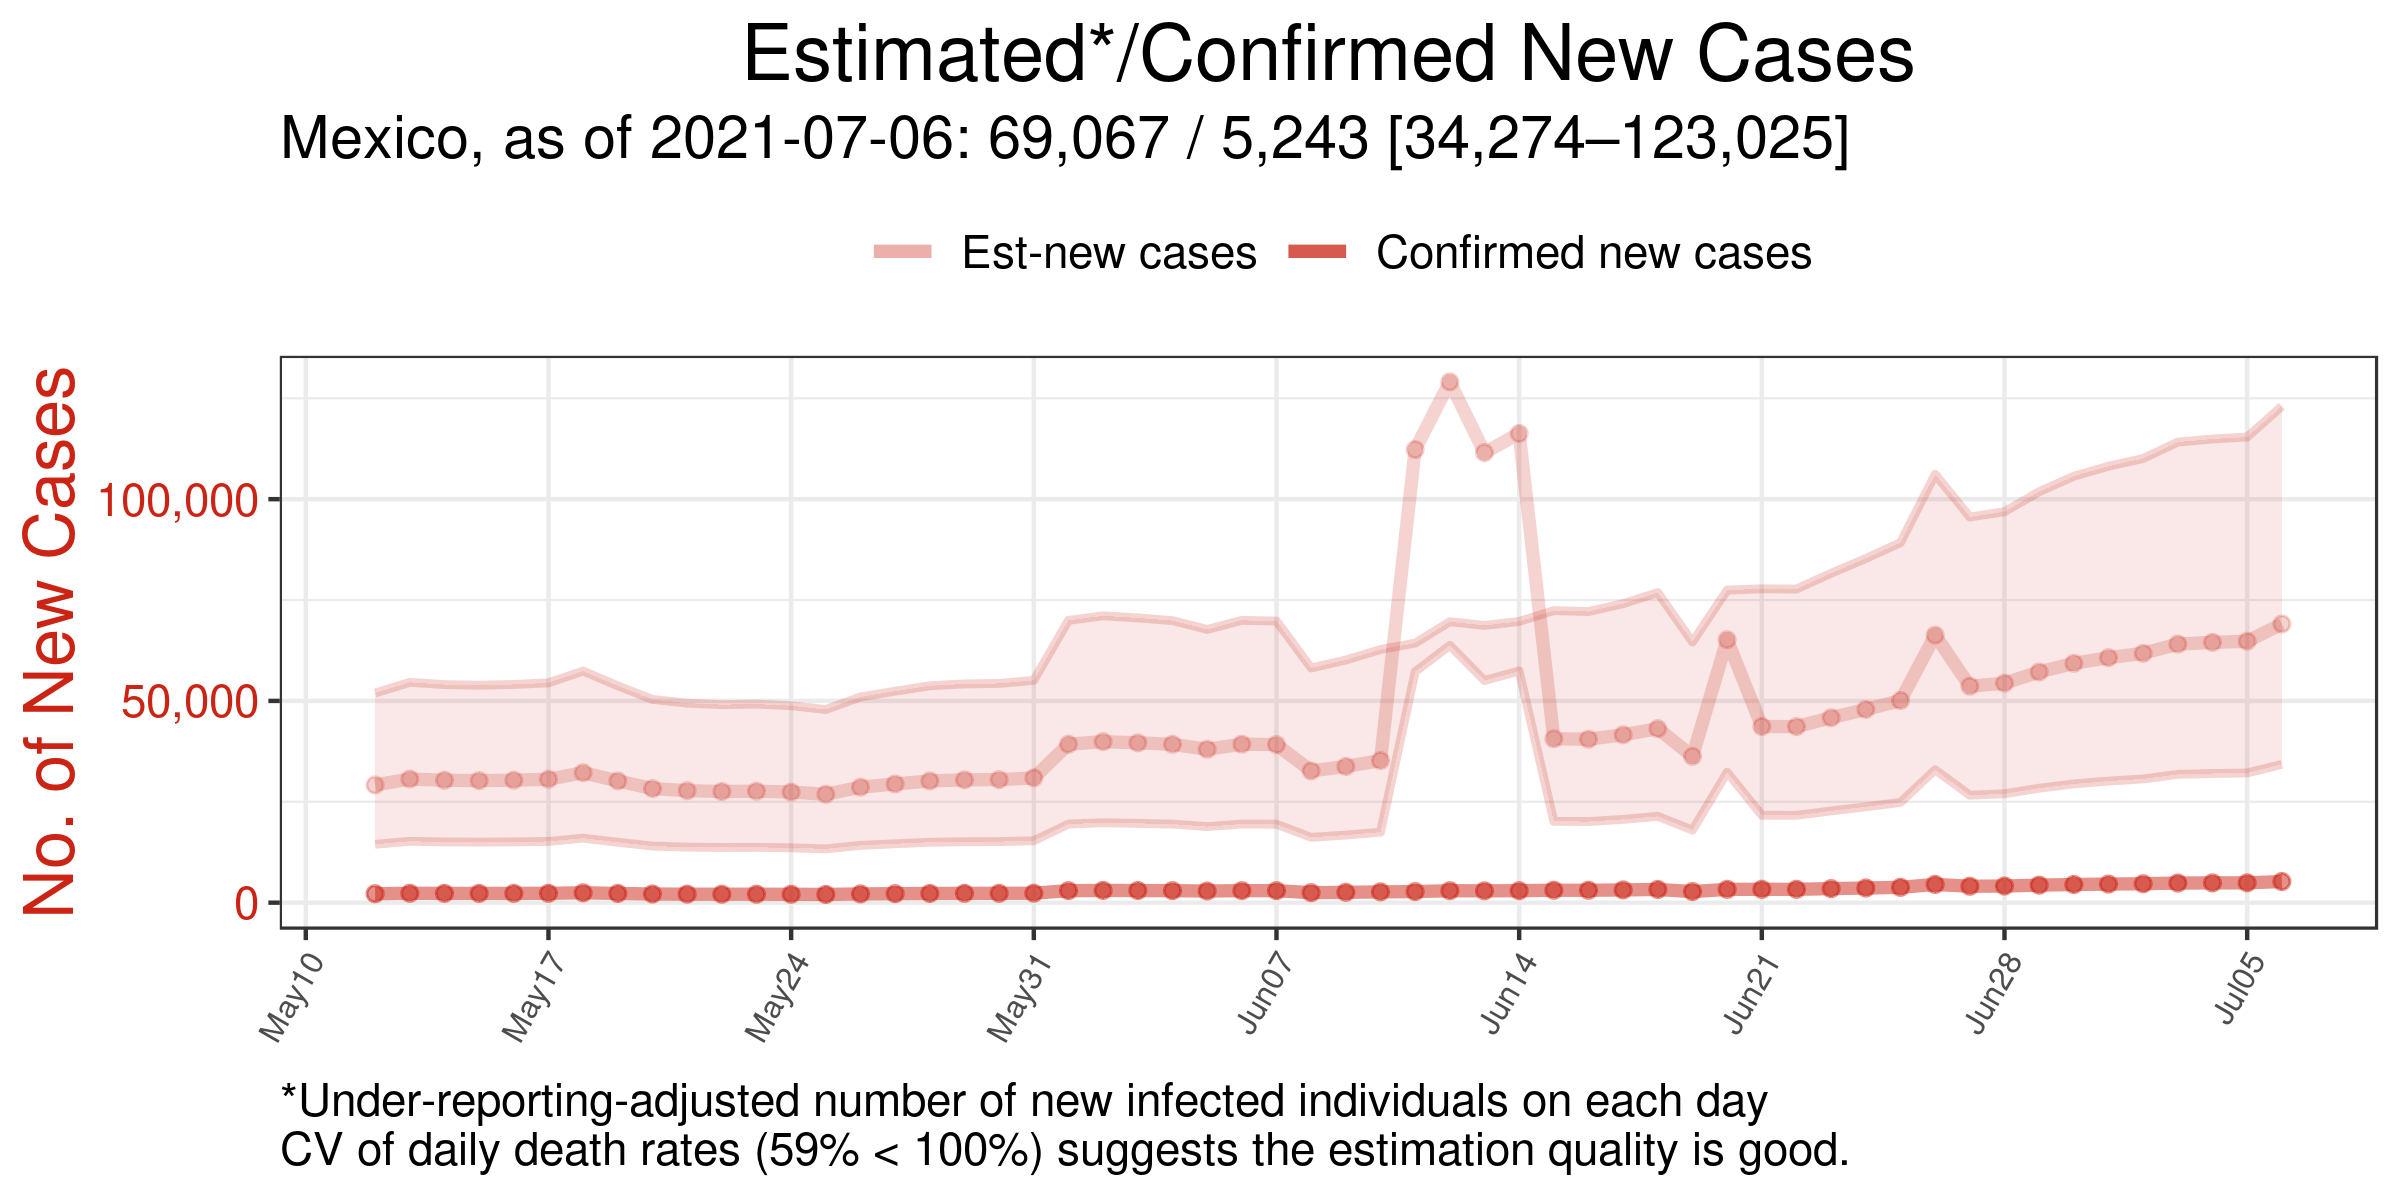 Estimated*/Confirmed New Cases
Mexico, as of 2021-07-06: 69,067 / 5,243 [34,274–123,025]
Est-new cases Confirmed new cases
No. of New Cases
100,000
50,000
0
May10 May17 May24 May31 Jun07 Jun14 Jun21 Jun28 Jul05
*Under-reporting-adjusted number of new infected individuals on each day
CV of daily death rates (59% < 100%) suggests the estimation quality is good.